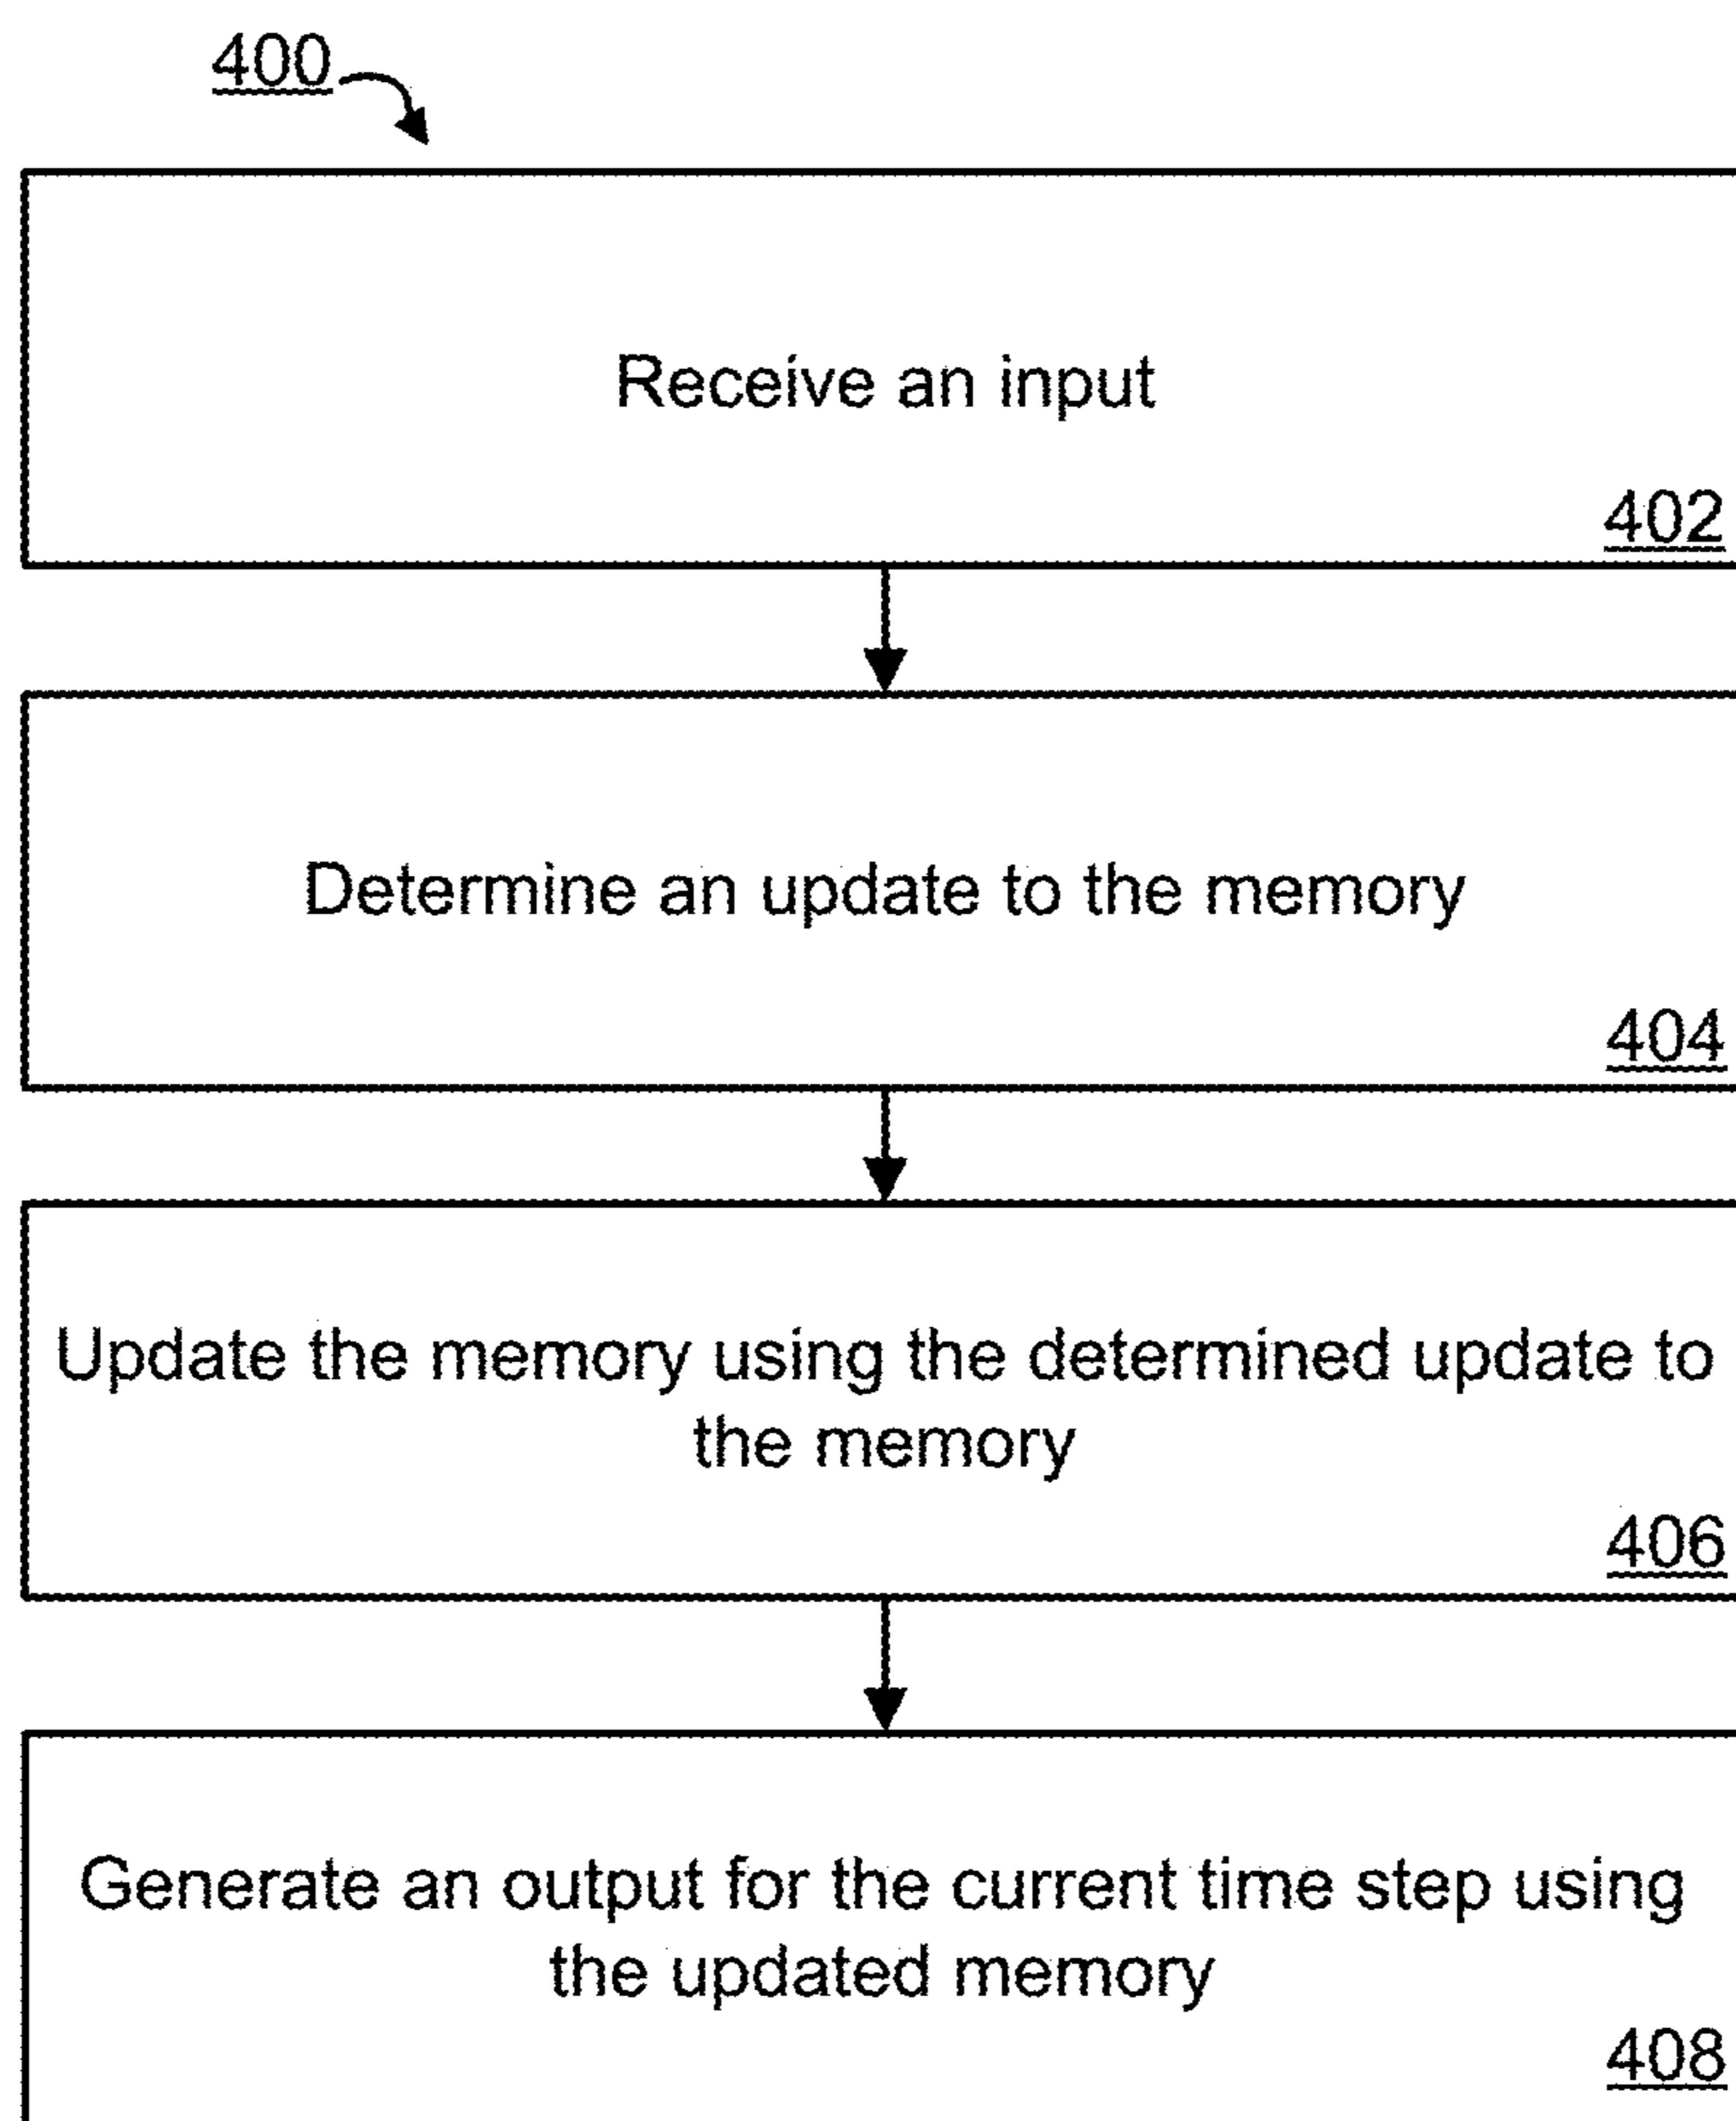 400
Receive an input
402
Determine an update to the memory
404
Update the memory using the determined update to
the memory
406
Generate an output for the current time step using
the updated memory
408